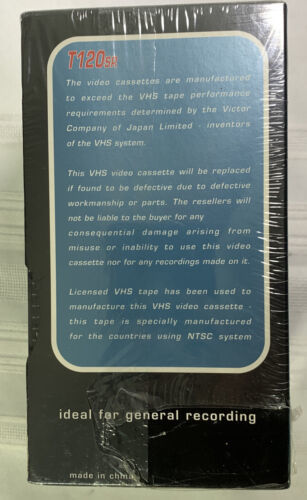 T120SR
The video cassettes are manufactured
to exceed the VHS tape performance
requirements determined by the Victor
Company of Japan Limited - inventors
of the VHS system.
This VHS video cassette will be replaced
if found to be defective due to defective
workmanship or parts. The resellers will
not be liable to the buyer for any
consequential damage arising from
misuse or inability to use this video
cassette nor for any recordings made on it.
Licensed VHS tape has been used to
manufacture this VHS video cassette -
this tape is specially manufactured
for the countries using NTSC system
ideal for general recording
made in china